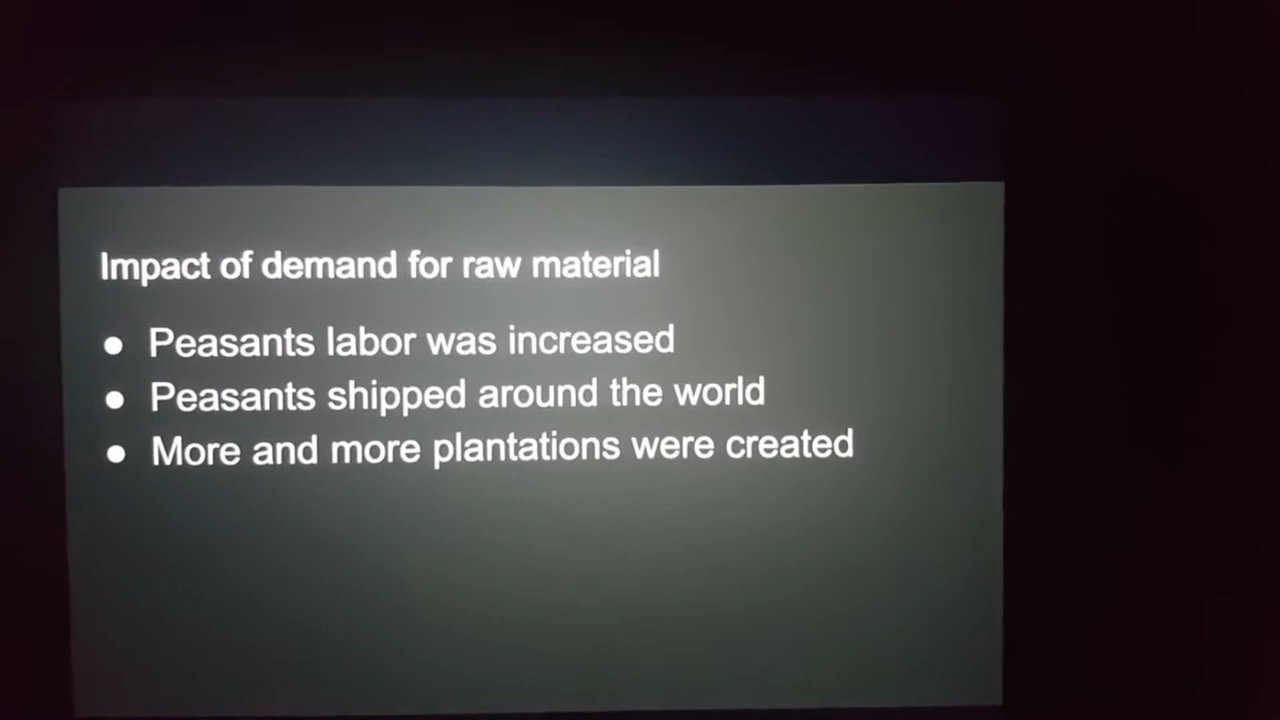 Impact of demand for raw material
● Peasants labor was increased
● Peasants shipped around the world
● More and more plantations were created